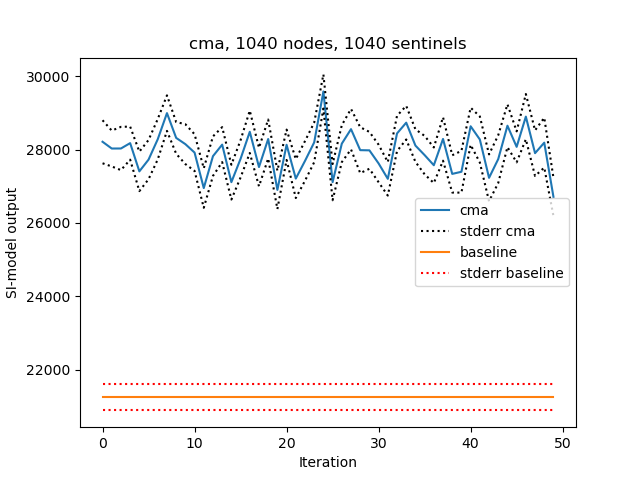 cma, 1040 nodes, 1040 sentinels
30000
28000
26000
24000
22000
SI-model output
cma
stderr cma
baseline
stderr baseline
0
10
20
30
40
50
Iteration